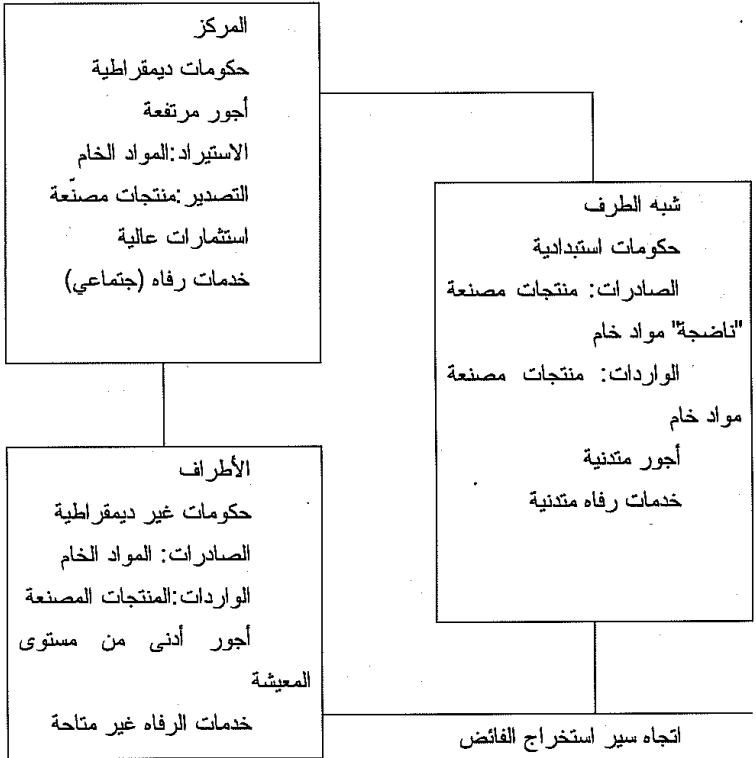 المركز
حكومات ديمقراطية
أجور مرتفعة
الاستيراد:المواد الخام
التصدير:منتجات مصنّعة
استثمارات عالية
خدمات رفاه (جتماعي)
شبه الطرف
حكومات استبدادية
الصادرات: منتجات مصنعة
"ناضجة" مواد خام
الواردات: منتجات مصنعة
مواد خام
أجور متدنية
خدمات رفاه متدنية
الأطراف
حكومات غير ديمقراطية
الصادرات: المواد الخام
الواردات:المنتجات المصنعة
أجور أدنى من مستوى
المعيشة
خدمات الرفاه غير متاحة
اتجاه سير استخراج الفائض